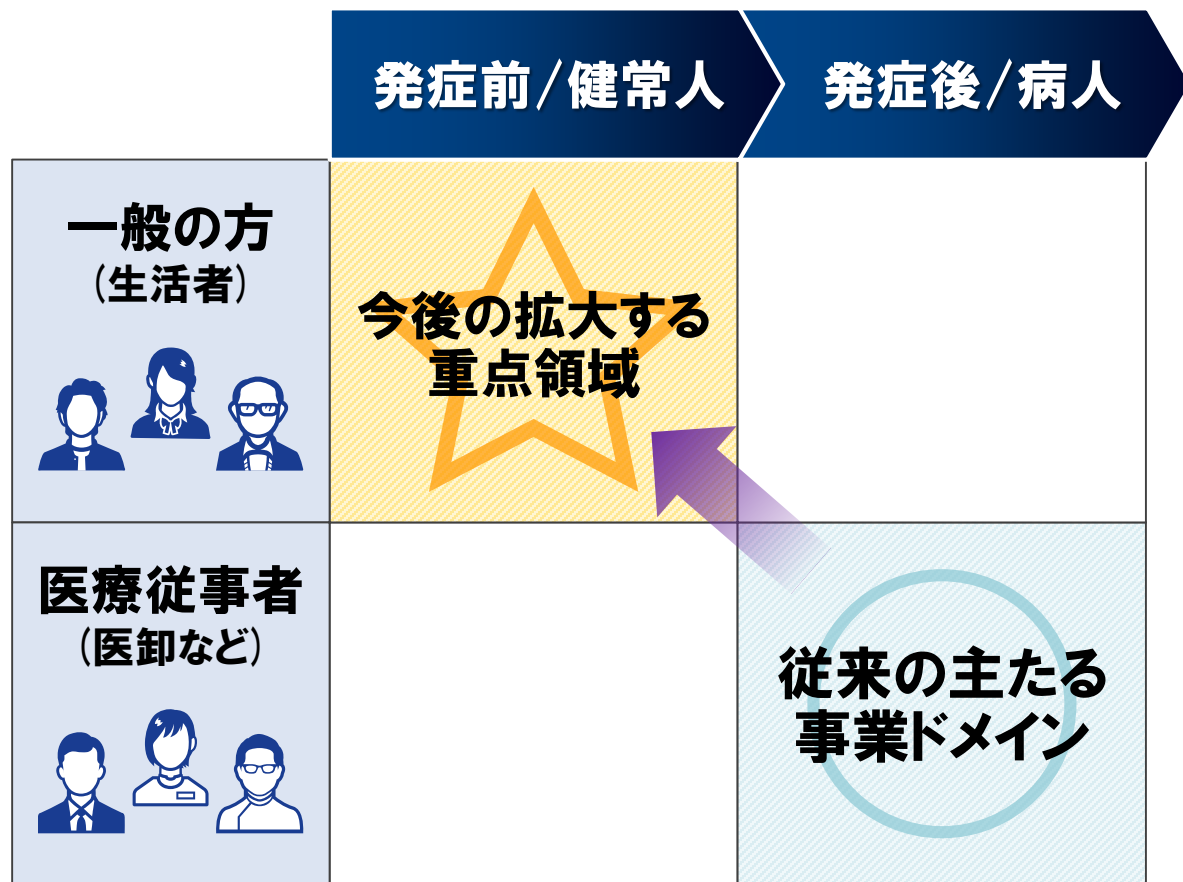 発症前/健常人
発症後/病人
一般の方
(生活者)
今後の拡大する
重点領域
医療従事者
(医卸など)
従来の主たる
事業ドメイン